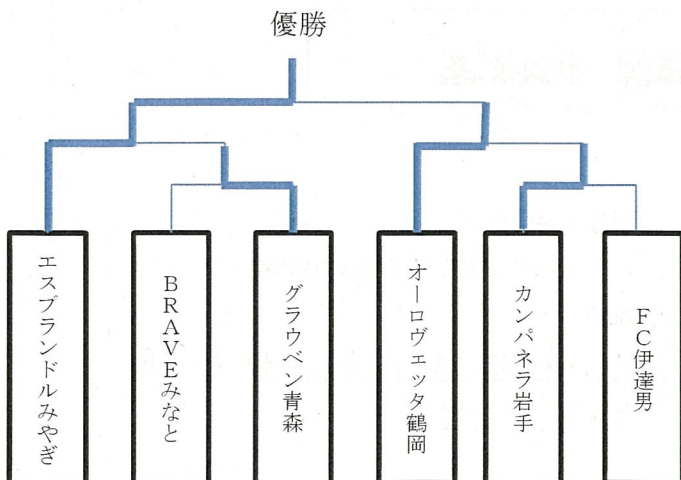 優勝
エスプランドルみやぎ
BRAVEみなと
グラウベン青森
オーロヴェッタ鶴岡
カンパネラ岩手
FC伊達男